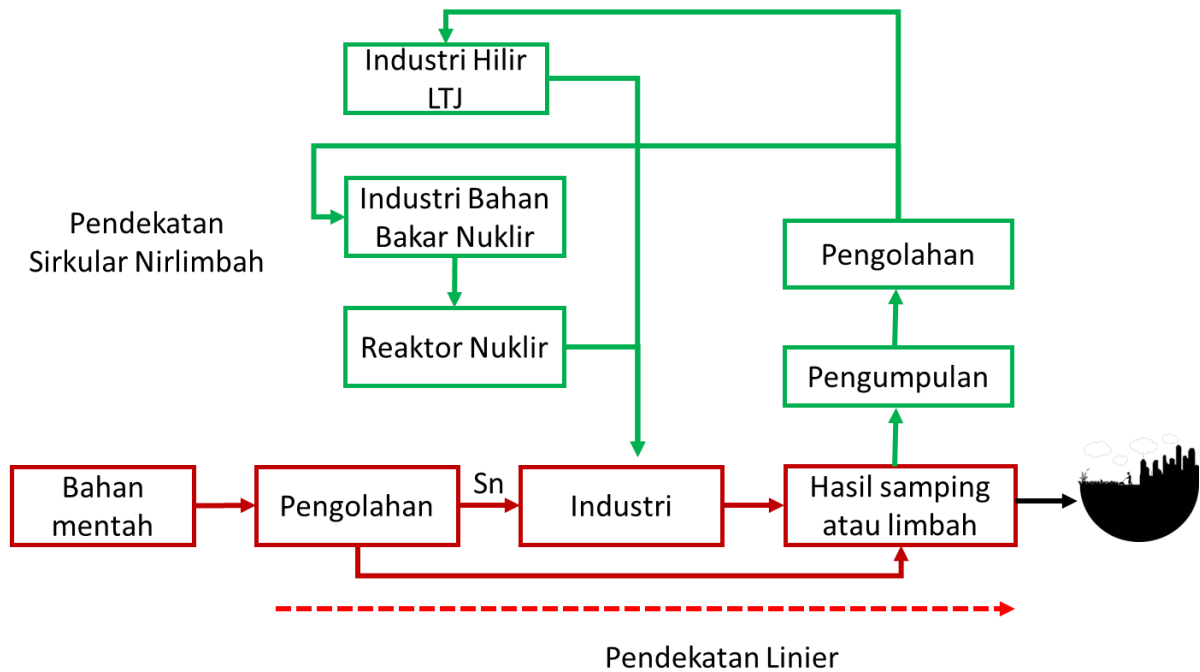 Industri Hilir
LTJ
Pendekatan
Sirkular Nirlimbah
Industri Bahan
Bakar Nuklir
Pengolahan
Reaktor Nuklir
Pengumpulan
Bahan
mentah
Pengolahan
Sn
Industri
Hasil samping
atau limbah
Pendekatan Linier